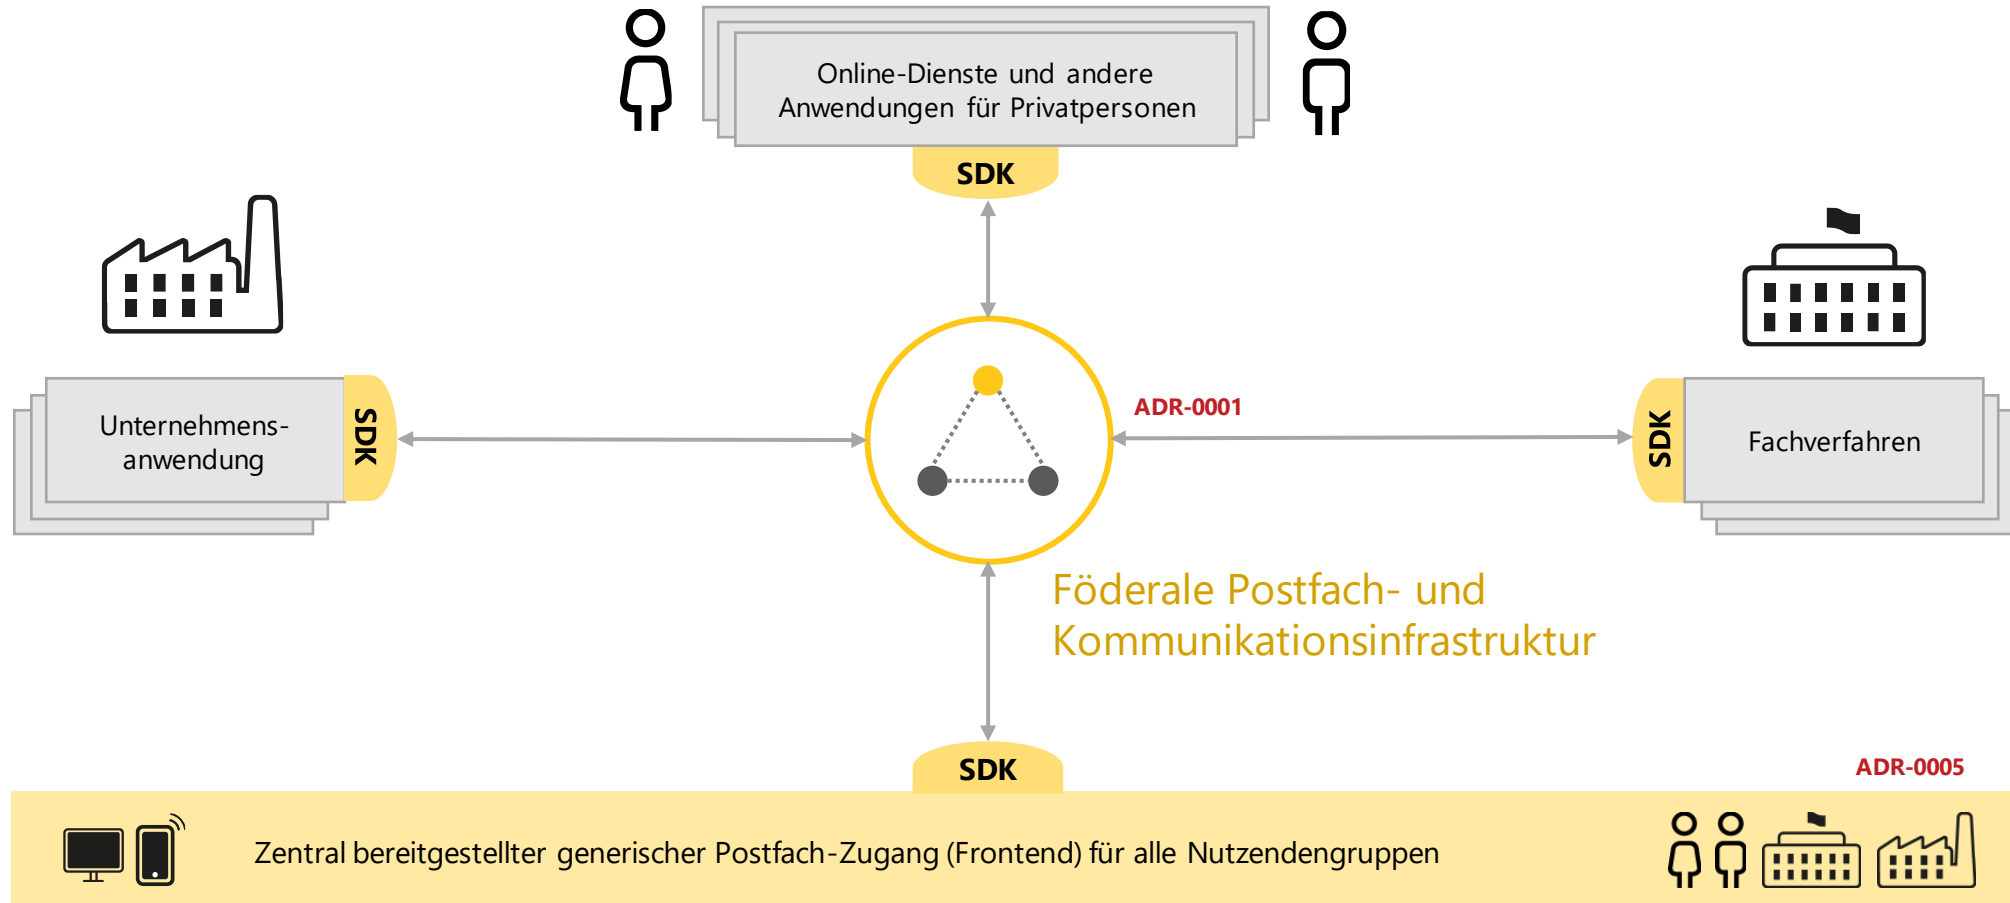 Online-Dienste und andere
Anwendungen für Privatpersonen
SDK
Unternehmens-
anwendung
SDK
ADR-0001
SDK
Fachverfahren
Föderale Postfach- und
Kommunikationsinfrastruktur
SDK
ADR-0005
Zentral bereitgestellter generischer Postfach-Zugang (Frontend) für alle Nutzendengruppen